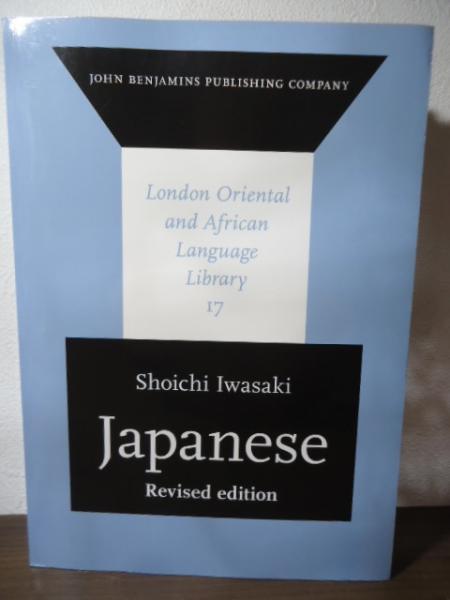 JOHN BENJAMINS PUBLISHING COMPANY
London Oriental
and African
Language
Library
17
Shoichi Iwasaki
Japanese
Revised edition